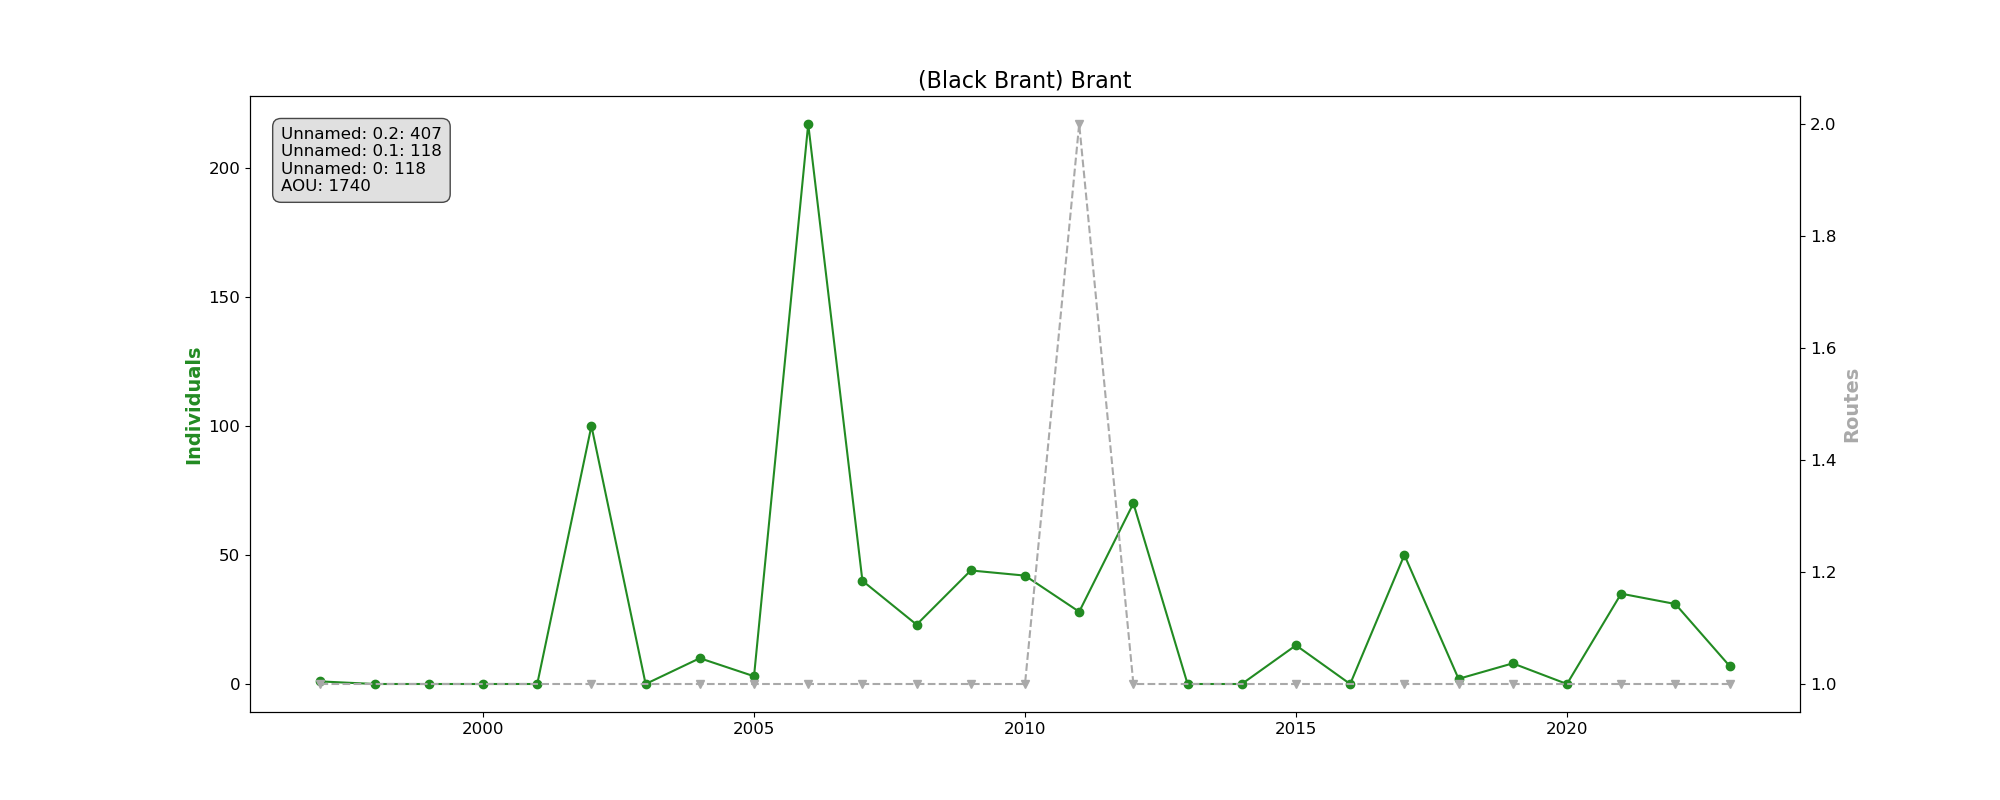 (Black Brant) Brant
Unnamed: 0.2: 407
Unnamed: 0.1: 118
Unnamed: 0: 118
AOU: 1740
Individuals
200
150
100
50
0
2.0
1.8
1.6
1.4
1.2
1.0
Routes
2000
2005
2010
2015
2020